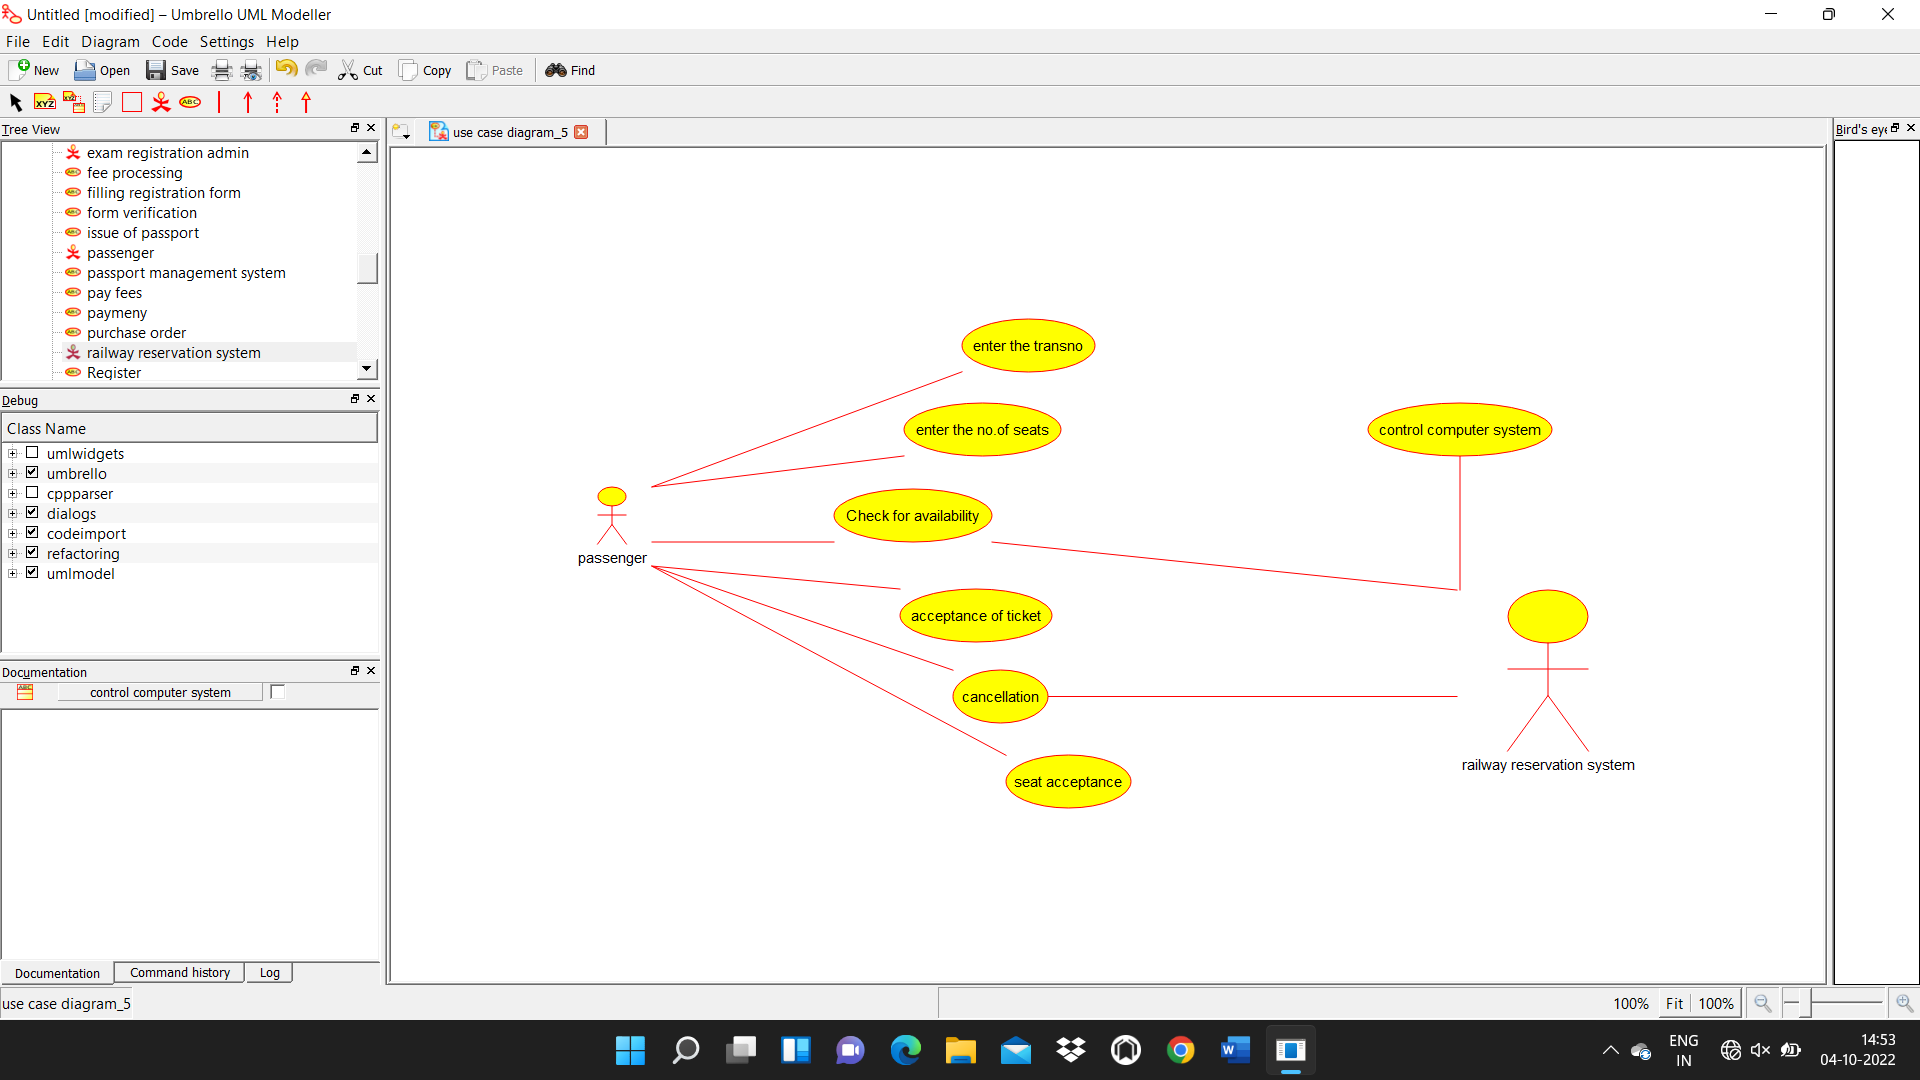 Untitled [modified] – Umbrello UML Modeller
File Edit Diagram Code Settings Help
New Open Save Cut Copy Paste Find
XYZ XYZ ABC
Tree View
exam registration admin
fee processing
filling registration form
form verification
issue of passport
passenger
passport management system
pay fees
paymeny
purchase order
railway reservation system
Register
Debug
Class Name
umlwidgets
umbrello
cppparser
dialogs
codeimport
refactoring
umlmodel
Documentation
control computer system
Documentation Command history Log
use case diagram_5
use case diagram_5
Bird's eye
enter the transno
enter the no.of seats
control computer system
Check for availability
passenger
acceptance of ticket
cancellation
railway reservation system
seat acceptance
100% Fit 100%
ENG
IN
14:53
04-10-2022